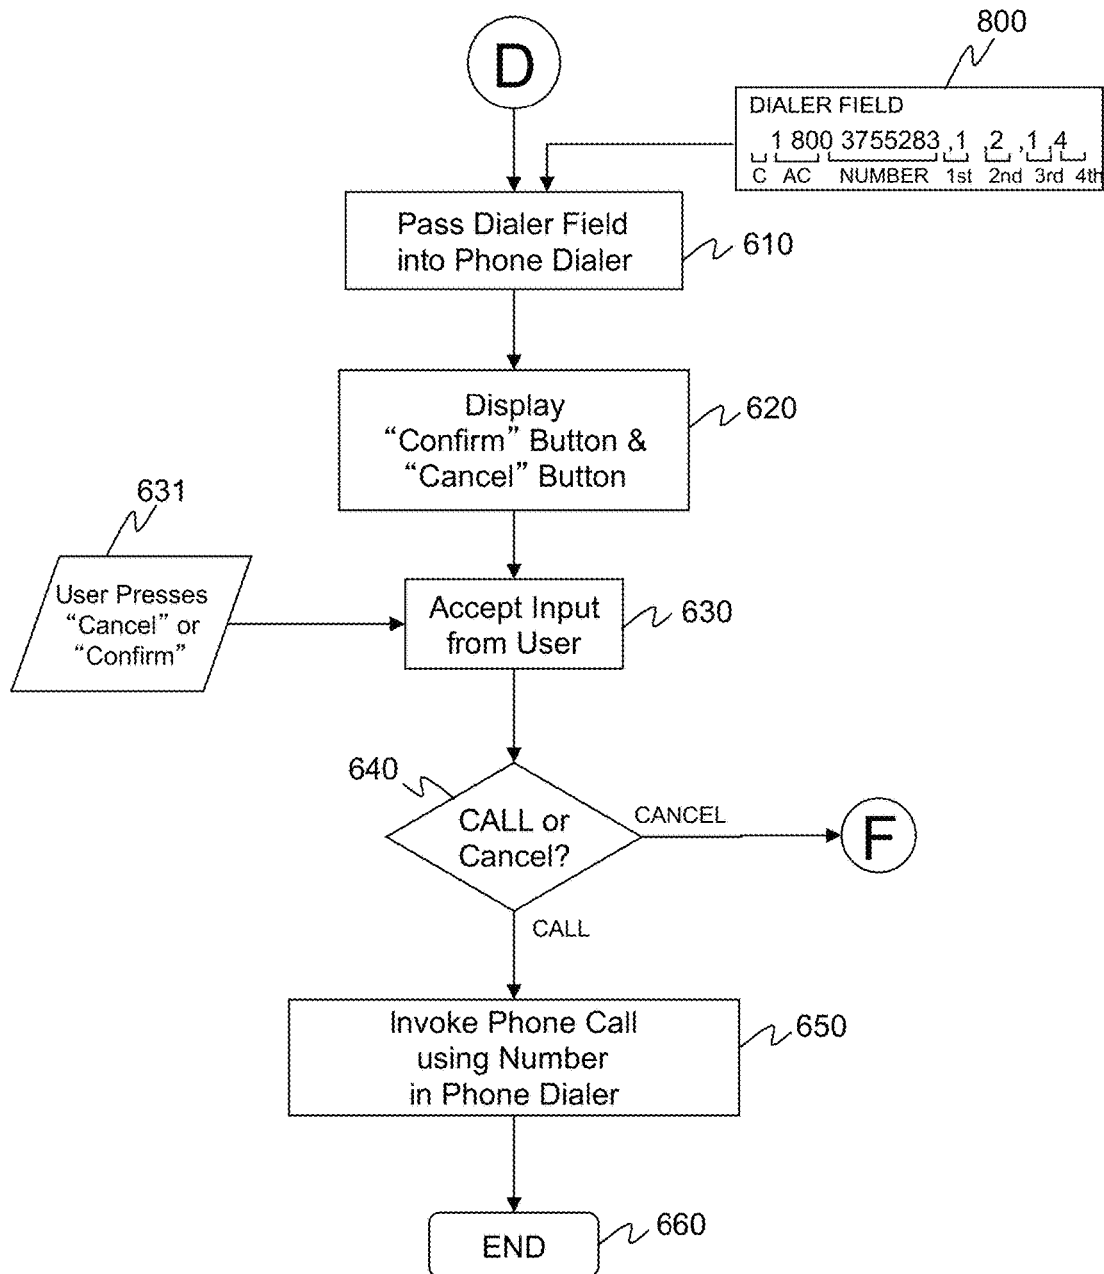 D
800
DIALER FIELD
1 800 3755283 ,1 ,2 ,1 ,4
C AC NUMBER 1st 2nd 3rd 4th
Pass Dialer Field
into Phone Dialer
610
Display
“Confirm” Button &
“Cancel” Button
620
631
User Presses
“Cancel” or
“Confirm”
Accept Input
from User
630
640
CALL or
Cancel?
CANCEL
F
CALL
Invoke Phone Call
using Number
in Phone Dialer
650
END
660